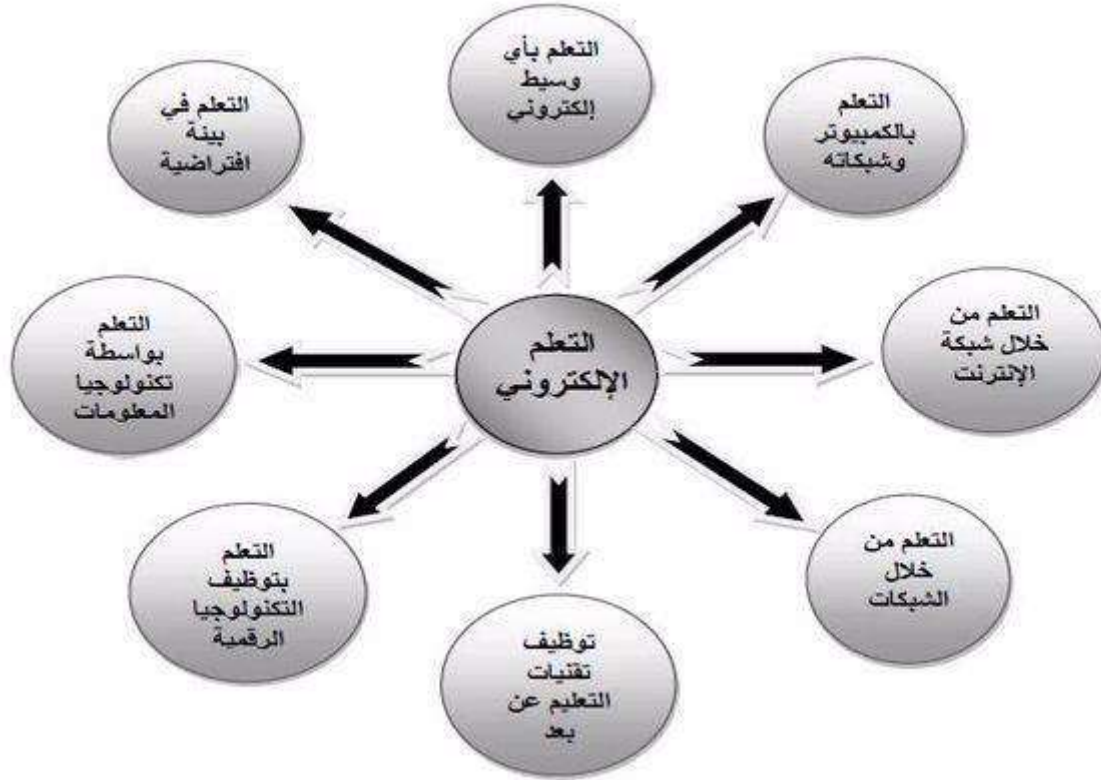 التعلم بأي
وسيط
إلكتروني
التعلم
بالكمبيوتر
وشبكاته
التعلم في
بيئة
افتراضية
التعلم من
خلال شبكة
الإنترنت
التعلم
الإلكتروني
التعلم
بواسطة
تكنولوجيا
المعلومات
التعلم من
خلال
الشبكات
التعلم
بتوظيف
التكنولوجيا
الرقمية
توظيف
تقنيات
التعليم عن
بعد